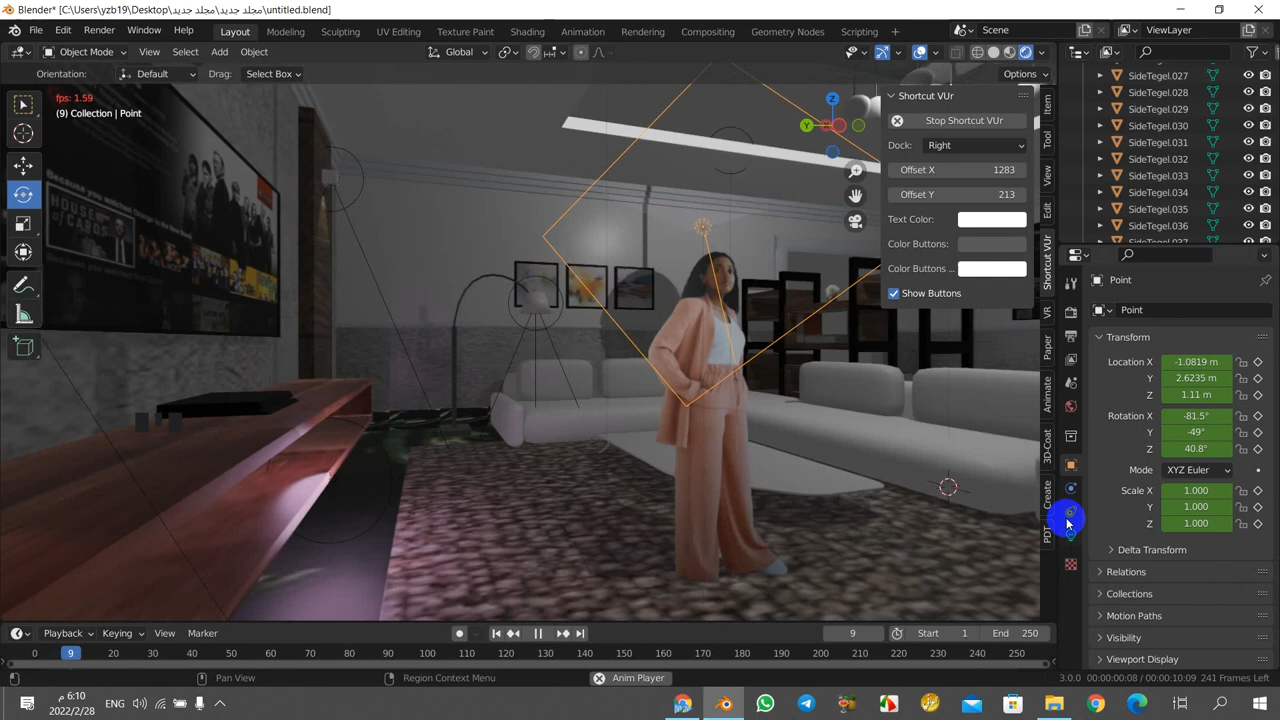 Blender* [C:\Users\yzb19\Desktop\مجلد جديد\مجلد جديد\untitled.blend]
File Edit Render Window Help Layout Modeling Sculpting UV Editing Texture Paint Shading Animation Rendering Compositing Geometry Nodes Scripting + Scene ViewLayer
Object Mode View Select Add Object Global
Orientation: Default Drag: Select Box Options
fps: 1.59
(9) Collection | Point
Because you watched
HOUSE of CARDS
Z
Y
Shortcut VUr
Stop Shortcut VUr
Dock: Right
Offset X 1283
Offset Y 213
Text Color:
Color Buttons:
Color Buttons ...
Show Buttons
Item
Tool
View
Edit
Shortcut VUr
VR
Paper
Animate
3D-Coat
Create
PDT
SideTegel.027
SideTegel.028
SideTegel.029
SideTegel.030
SideTegel.031
SideTegel.032
SideTegel.033
SideTegel.034
SideTegel.035
SideTegel.036
SideTegel.037
Point
Point
Transform
Location X -1.0819 m
Y 2.6235 m
Z 1.11 m
Rotation X -81.5°
Y -49°
Z 40.8°
Mode XYZ Euler
Scale X 1.000
Y 1.000
Z 1.000
Delta Transform
Relations
Collections
Motion Paths
Visibility
Viewport Display
Playback Keying View Marker 9 Start 1 End 250
0 9 20 30 40 50 60 70 80 90 100 110 120 130 140 150 160 170 180 190 200 210 220 230 240 250
Pan View Region Context Menu Anim Player 3.0.0 00:00:00:08 / 00:00:10:09 241 Frames Left
6:10 م
2022/2/28
ENG